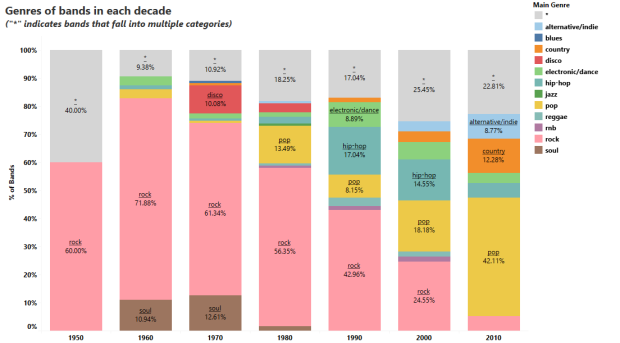 Genres of bands in each decade
("*" indicates bands that fall into multiple categories)
Main Genre
*
alternative/indie
blues
country
disco
electronic/dance
hip-hop
jazz
pop
reggae
rnb
rock
soul
% of Bands
100%
90%
80%
70%
60%
50%
40%
30%
20%
10%
0%
*
40.00%
rock
60.00%
*
9.38%
rock
71.88%
soul
10.94%
*
10.92%
disco
10.08%
rock
61.34%
soul
12.61%
*
18.25%
pop
13.49%
rock
56.35%
*
17.04%
electronic/dance
8.89%
hip-hop
17.04%
pop
8.15%
rock
42.96%
*
25.45%
hip-hop
14.55%
pop
18.18%
rock
24.55%
*
22.81%
alternative/indie
8.77%
country
12.28%
pop
42.11%
1950
1960
1970
1980
1990
2000
2010